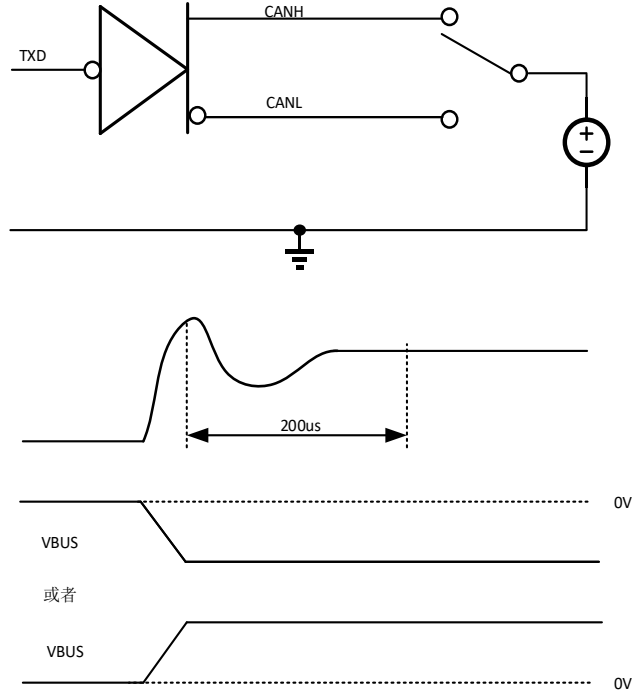 CANH
TXD
CANL
+
−
200us
0V
VBUS
或者
VBUS
0V